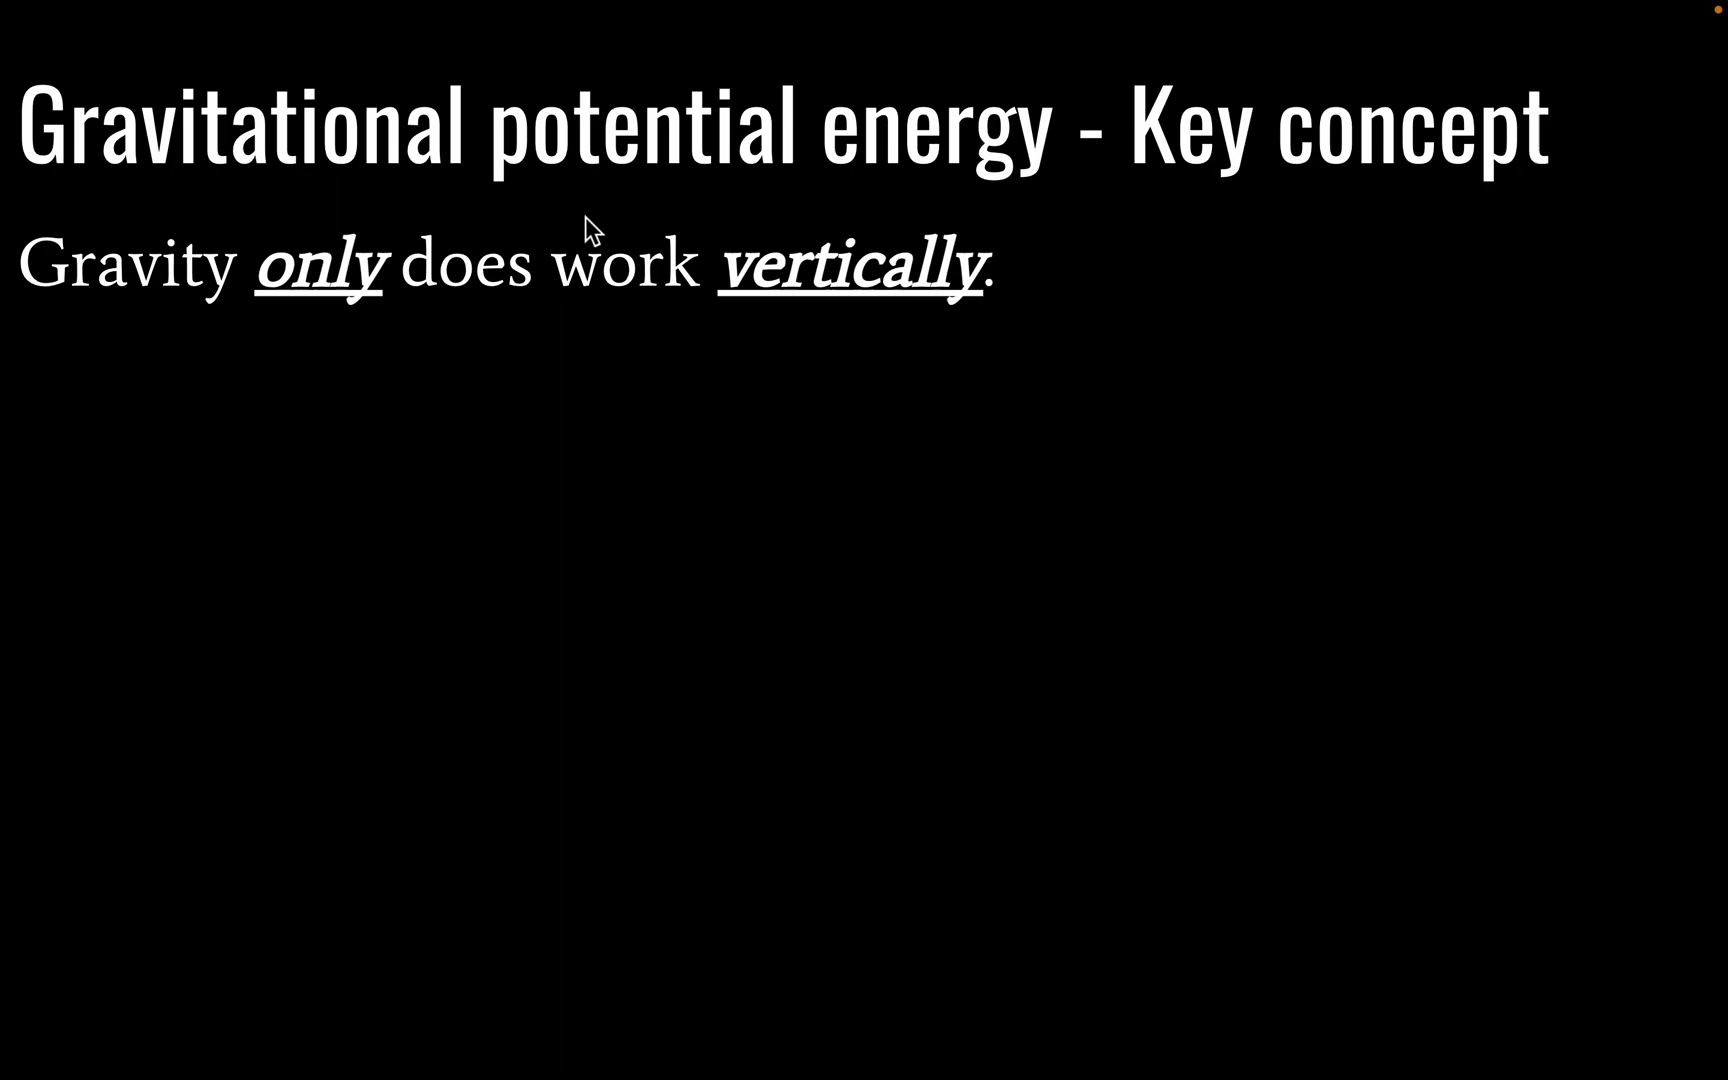 Gravitational potential energy - Key concept
Gravity only does work vertically.